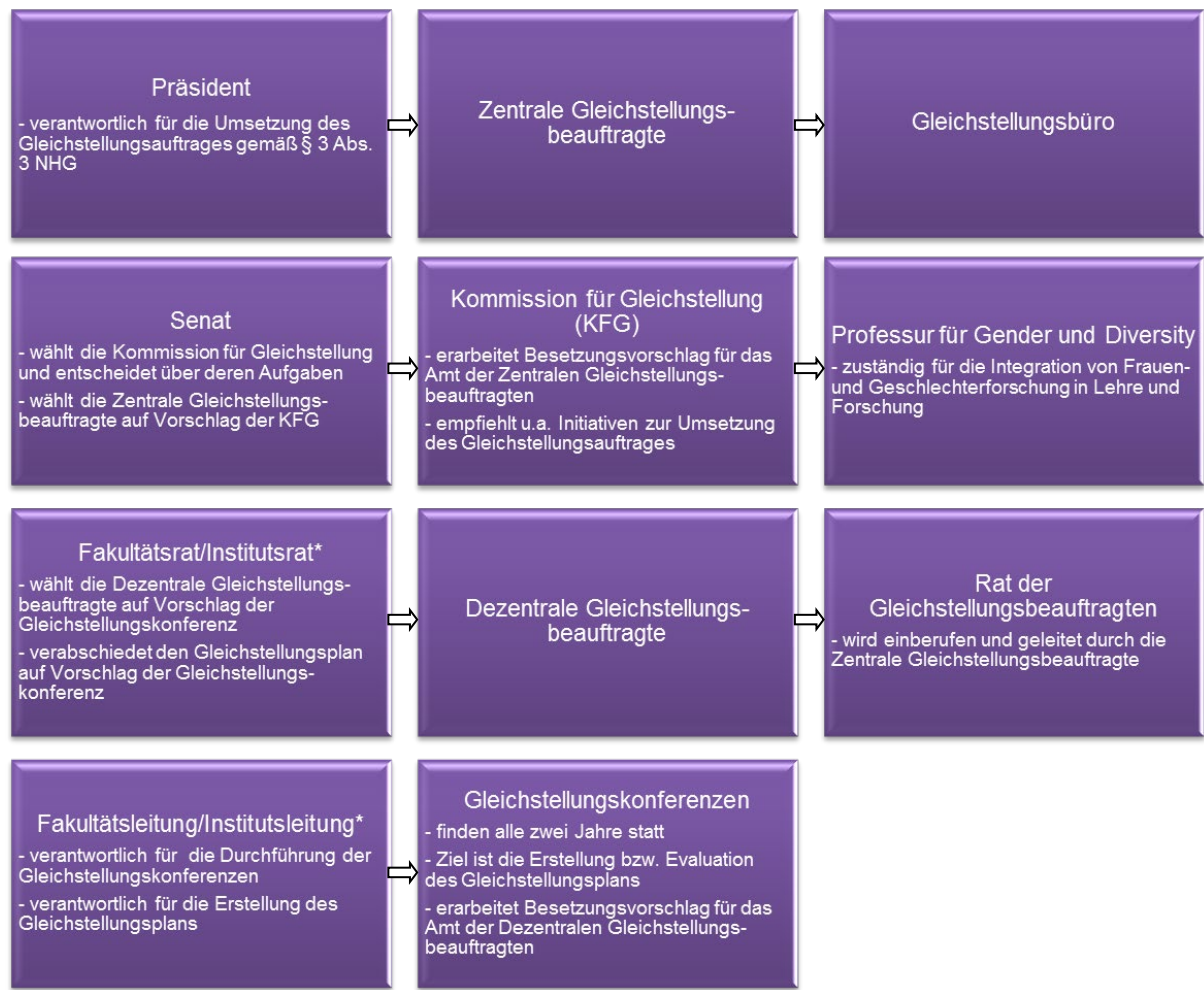 Präsident
- verantwortlich für die Umsetzung des
Gleichstellungsauftrages gemäß § 3 Abs.
3 NHG
Zentrale Gleichstellungs-
beauftragte
Gleichstellungsbüro
Senat
- wählt die Kommission für Gleichstellung
und entscheidet über deren Aufgaben
- wählt die Zentrale Gleichstellungs-
beauftragte auf Vorschlag der KFG
Kommission für Gleichstellung
(KFG)
- erarbeitet Besetzungsvorschlag für das
Amt der Zentralen Gleichstellungs-
beauftragten
- empfiehlt u.a. Initiativen zur Umsetzung
des Gleichstellungsauftrages
Professur für Gender und Diversity
- zuständig für die Integration von Frauen-
und Geschlechterforschung in Lehre und
Forschung
Fakultätsrat/Institutsrat*
- wählt die Dezentrale Gleichstellungs-
beauftragte auf Vorschlag der
Gleichstellungskonferenz
- verabschiedet den Gleichstellungsplan
auf Vorschlag der Gleichstellungs-
konferenz
Dezentrale Gleichstellungs-
beauftragte
Rat der
Gleichstellungsbeauftragten
- wird einberufen und geleitet durch die
Zentrale Gleichstellungsbeauftragte
Fakultätsleitung/Institutsleitung*
- verantwortlich für die Durchführung der
Gleichstellungskonferenzen
- verantwortlich für die Erstellung des
Gleichstellungsplans
Gleichstellungskonferenzen
- finden alle zwei Jahre statt
- Ziel ist die Erstellung bzw. Evaluation
des Gleichstellungsplans
- erarbeitet Besetzungsvorschlag für das
Amt der Dezentralen Gleichstellungs-
beauftragten